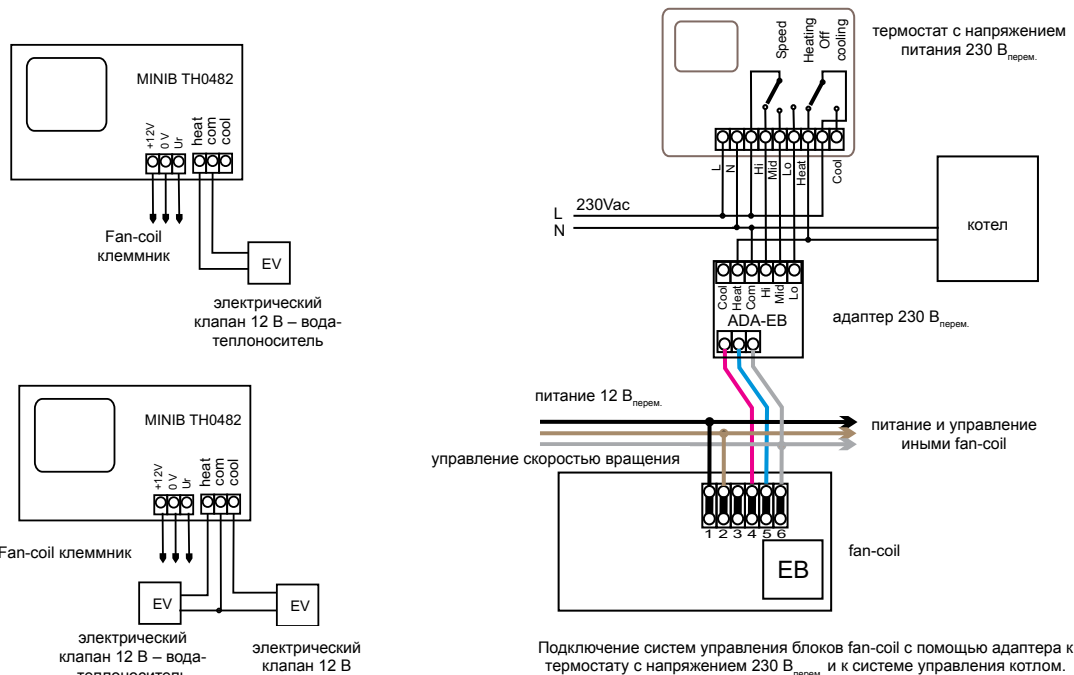 MINIB TH0482
+12V
0 V
Ur
heat
com
cool
Fan-coil
клеммник
EV
электрический
клапан 12 В – вода-
теплоноситель
MINIB TH0482
+12V
0 V
Ur
heat
com
cool
Fan-coil клеммник
EV
EV
электрический
клапан 12 В – вода-
теплоноситель
электрический
клапан 12 В
термостат с напряжением
питания 230 Вперем.
Speed
Heating
Off
cooling
L
N
Hi
Mid
Lo
Heat
Cool
L
230Vac
N
котел
Cool
Heat
Com
Hi
Mid
Lo
ADA-EB
адаптер 230 Вперем.
питание 12 Вперем.
питание и управление
иными fan-coil
управление скоростью вращения
1 2 3 4 5 6
EB
fan-coil
Подключение систем управления блоков fan-coil с помощью адаптера к
термостату с напряжением 230 Вперем. и к системе управления котлом.